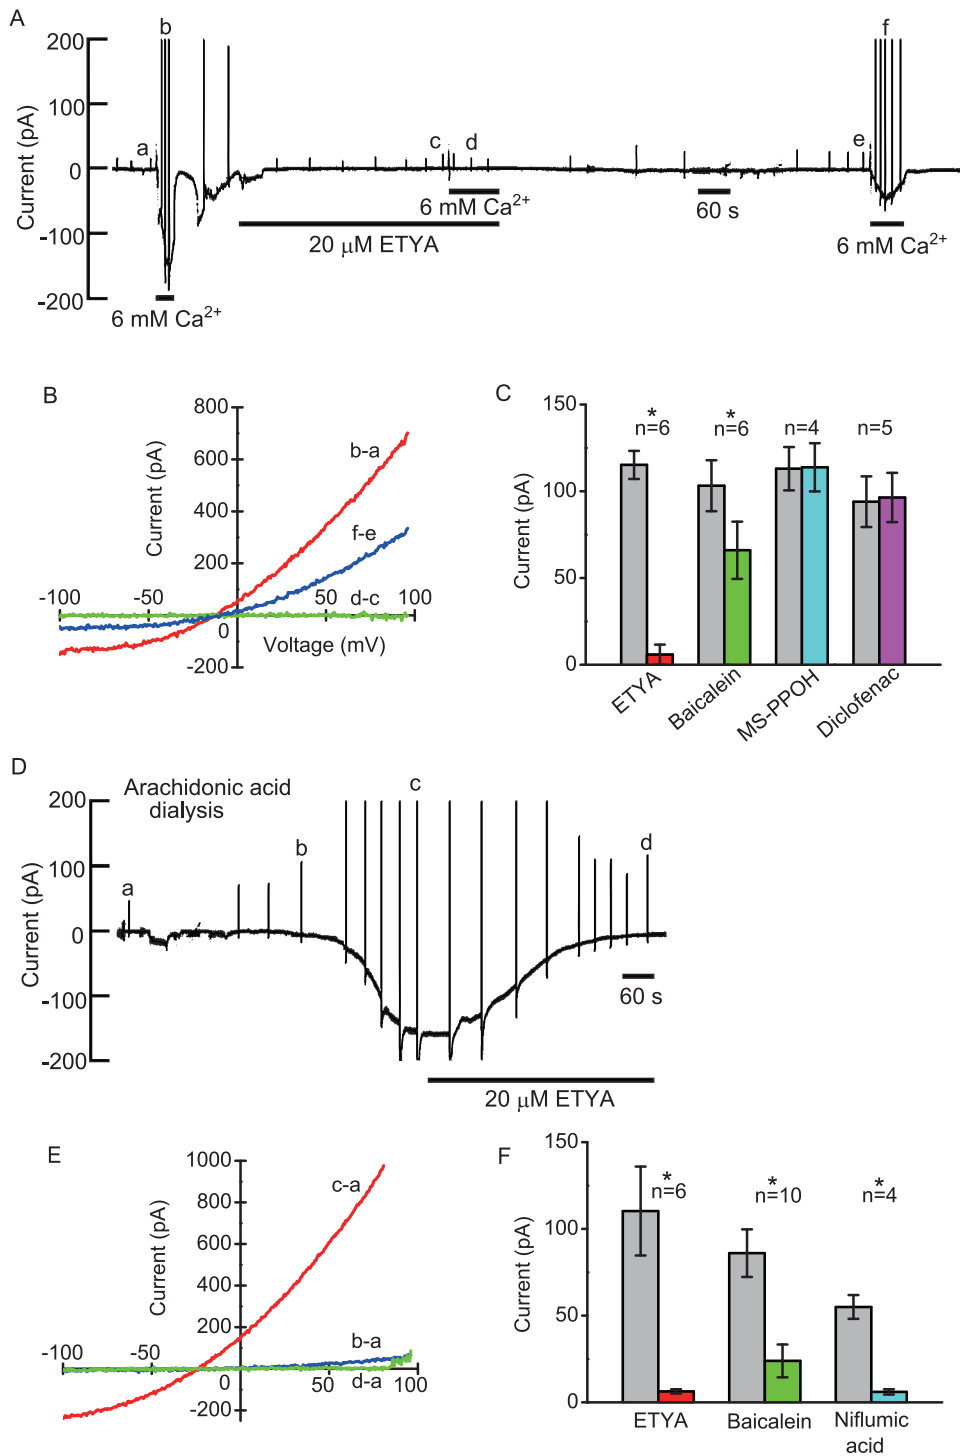 A
Current (pA)
200
100
0
-100
-200
a
b
c
d
e
f
6 mM Ca2+
20 μM ETYA
6 mM Ca2+
60 s
6 mM Ca2+
B
Current (pA)
800
600
400
200
0
-200
-100
-50
50
100
Voltage (mV)
b-a
f-e
d-c
C
Current (pA)
150
100
50
0
* * 
n=6 n=6 n=4 n=5
ETYA
Baicalein
MS-PPOH
Diclofenac
D
Arachidonic acid
dialysis
Current (pA)
200
100
0
-100
-200
a
b
c
d
60 s
20 μM ETYA
E
Current (pA)
1000
800
600
400
200
0
-200
-100
-50
50
100
c-a
b-a
d-a
F
Current (pA)
150
100
50
0
* * *
n=6 n=10 n=4
ETYA
Baicalein
Niflumic
acid